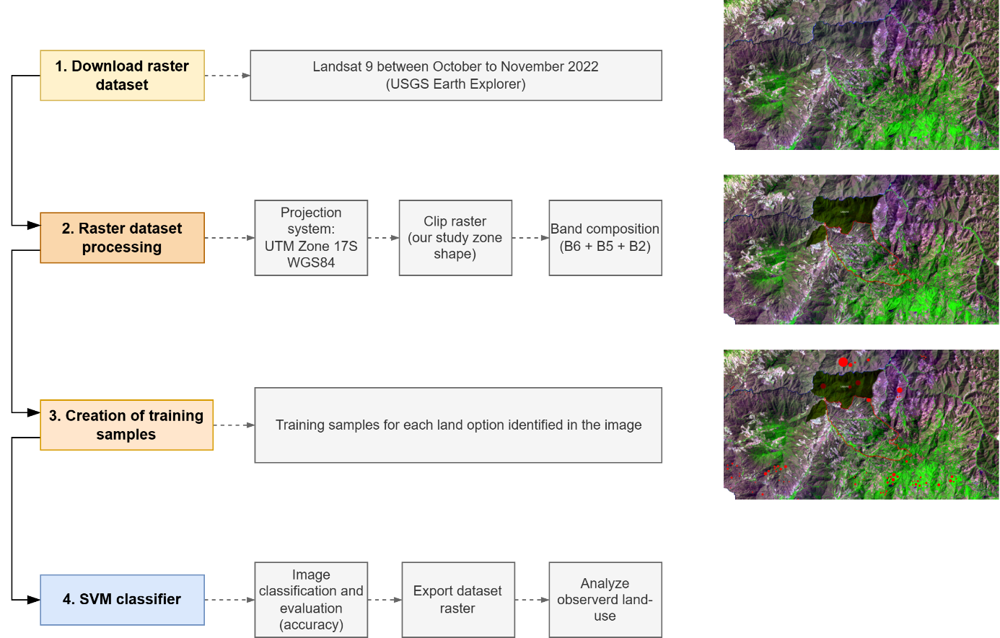 1. Download raster
dataset
Landsat 9 between October to November 2022
(USGS Earth Explorer)
2. Raster dataset
processing
Projection
system:
UTM Zone 17S
WGS84
Clip raster
(our study zone
shape)
Band composition
(B6 + B5 + B2)
3. Creation of training
samples
Training samples for each land option identified in the image
4. SVM classifier
Image
classification and
evaluation
(accuracy)
Export dataset
raster
Analyze
observerd land-
use